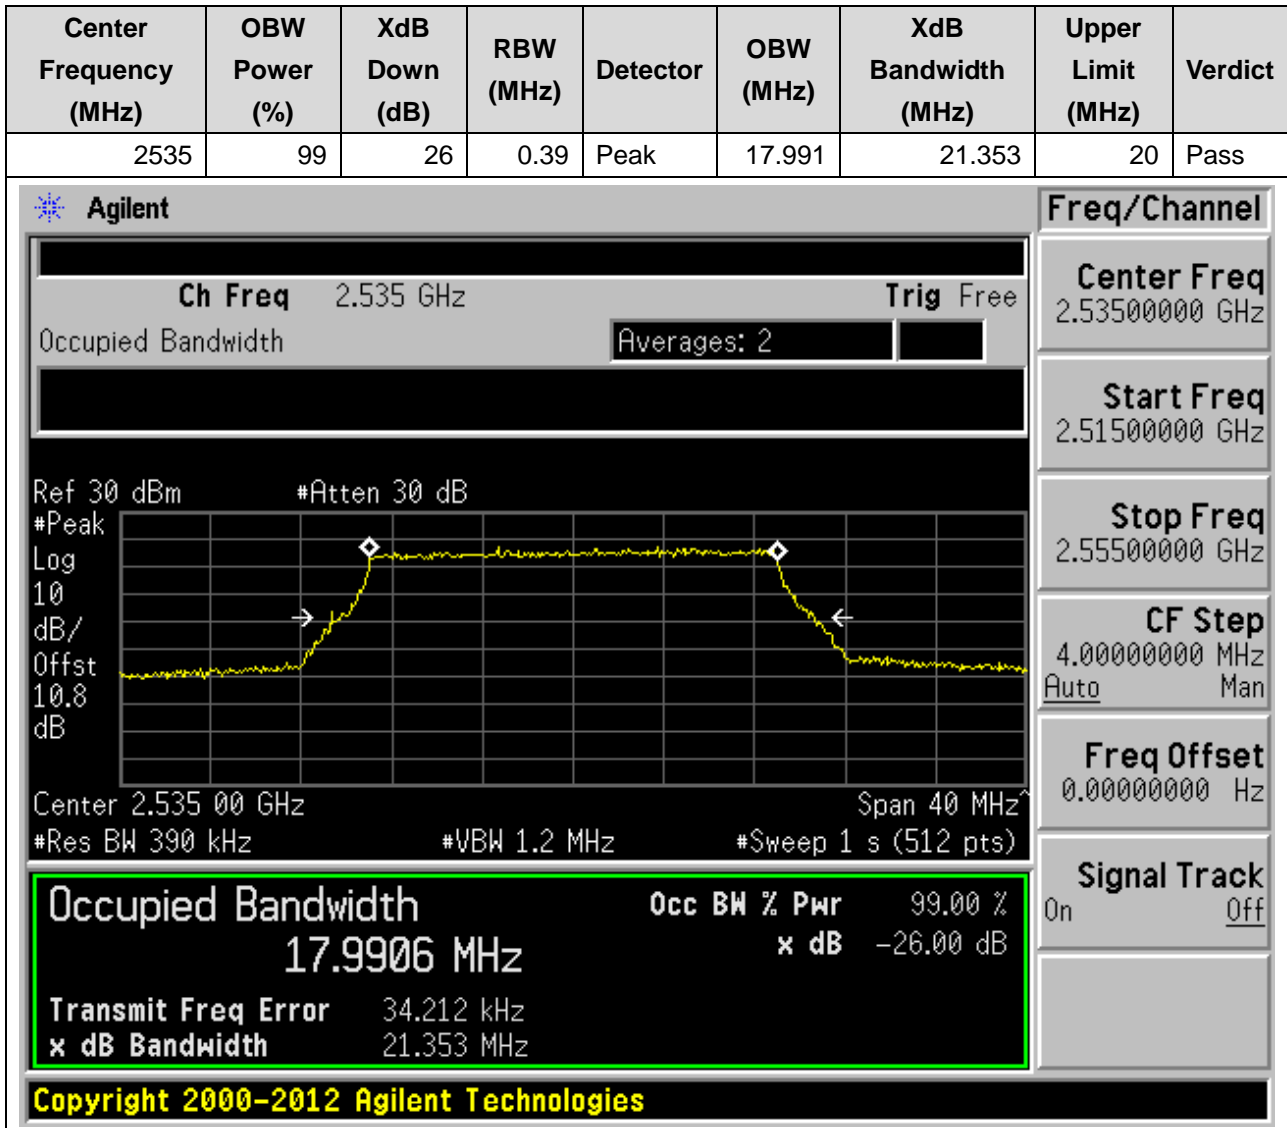 Center Frequency (MHz) OBW Power (%) XdB Down (dB) RBW (MHz) Detector OBW (MHz) XdB Bandwidth (MHz) Upper Limit (MHz) Verdict
2535 99 26 0.39 Peak 17.991 21.353 20 Pass
Agilent
Freq/Channel
Ch Freq 2.535 GHz Trig Free
Occupied Bandwidth Averages: 2
Center Freq
2.53500000 GHz
Start Freq
2.51500000 GHz
Stop Freq
2.55500000 GHz
CF Step
4.00000000 MHz
Auto Man
Freq Offset
0.00000000 Hz
Signal Track
On Off
Ref 30 dBm #Atten 30 dB
#Peak
Log
10
dB/
Offst
10.8
dB
Center 2.535 00 GHz Span 40 MHz^
#Res BW 390 kHz #VBW 1.2 MHz #Sweep 1 s (512 pts)
Occupied Bandwidth Occ BW % Pwr 99.00 %
17.9906 MHz x dB -26.00 dB
Transmit Freq Error 34.212 kHz
x dB Bandwidth 21.353 MHz
Copyright 2000-2012 Agilent Technologies